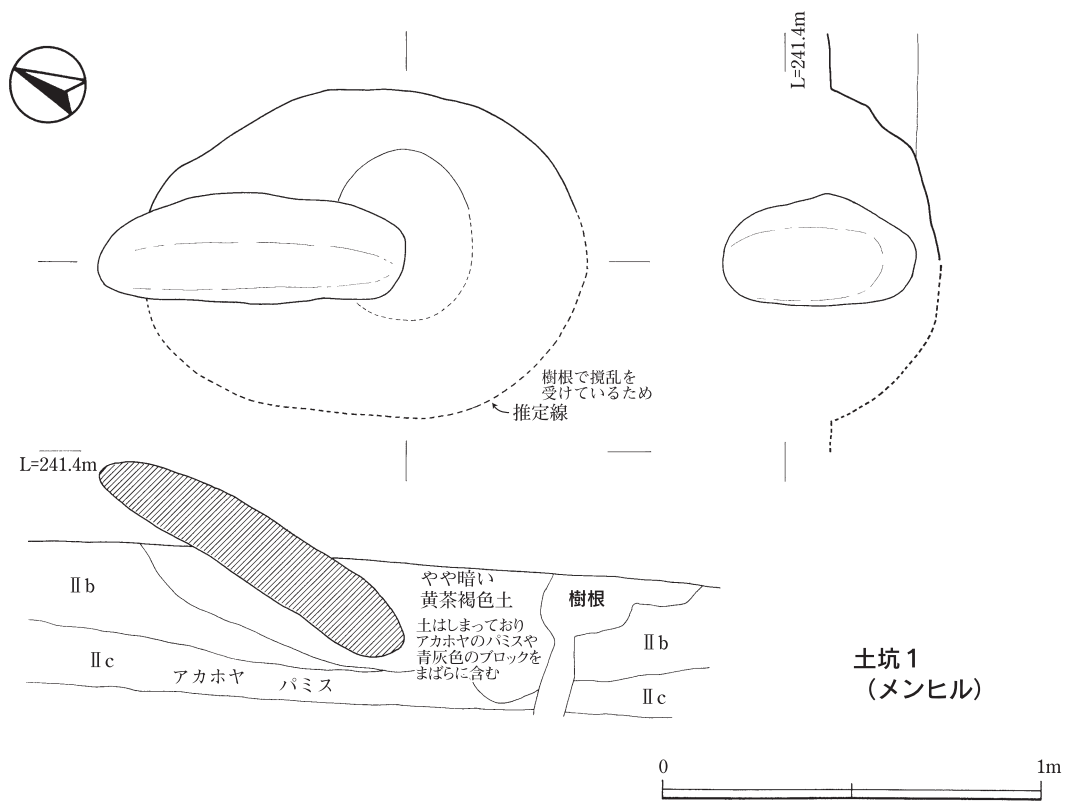 L=241.4m
樹根で撹乱を
受けているため
推定線
L=241.4m
Ⅱb
Ⅱc
アカホヤ パミス
やや暗い
黄茶褐色土
土はしまっており
アカホヤのパミスや
青灰色のブロックを
まばらに含む
樹根
Ⅱb
Ⅱc
土坑1
（メンヒル）
0 1m